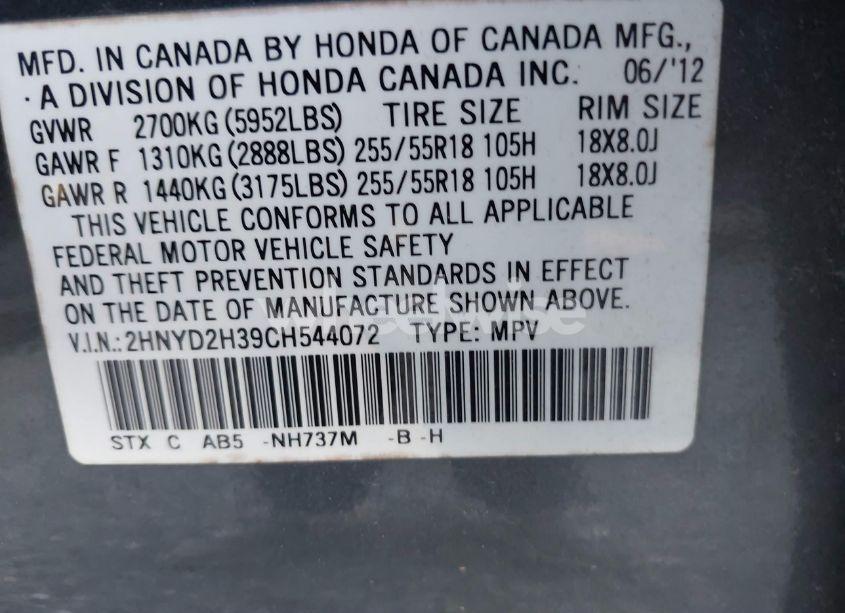 MFD. IN CANADA BY HONDA OF CANADA MFG.,
A DIVISION OF HONDA CANADA INC. 06/'12
GVWR 2700KG (5952LBS) TIRE SIZE RIM SIZE
GAWR F 1310KG (2888LBS) 255/55R18 105H 18X8.0J
GAWR R 1440KG (3175LBS) 255/55R18 105H 18X8.0J
THIS VEHICLE CONFORMS TO ALL APPLICABLE
FEDERAL MOTOR VEHICLE SAFETY
AND THEFT PREVENTION STANDARDS IN EFFECT
ON THE DATE OF MANUFACTURE SHOWN ABOVE.
V.I.N.: 2HNYD2H39CH544072 TYPE: MPV
STX C AB5 -NH737M -B -H